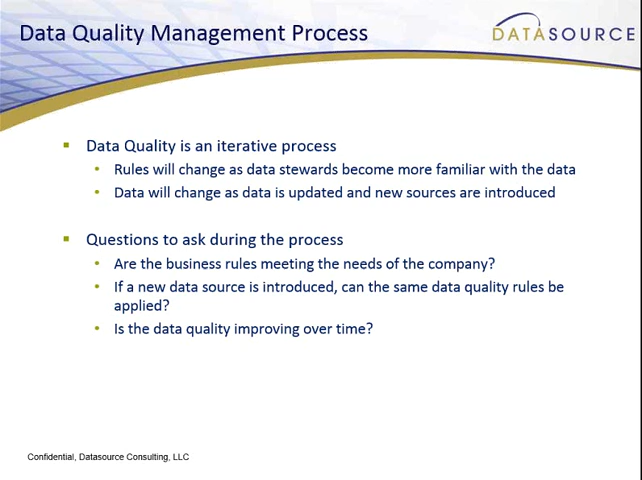 Data Quality Management Process
DATASOURCE
Data Quality is an iterative process
Rules will change as data stewards become more familiar with the data
Data will change as data is updated and new sources are introduced
Questions to ask during the process
Are the business rules meeting the needs of the company?
If a new data source is introduced, can the same data quality rules be
applied?
Is the data quality improving over time?
Confidential, Datasource Consulting, LLC